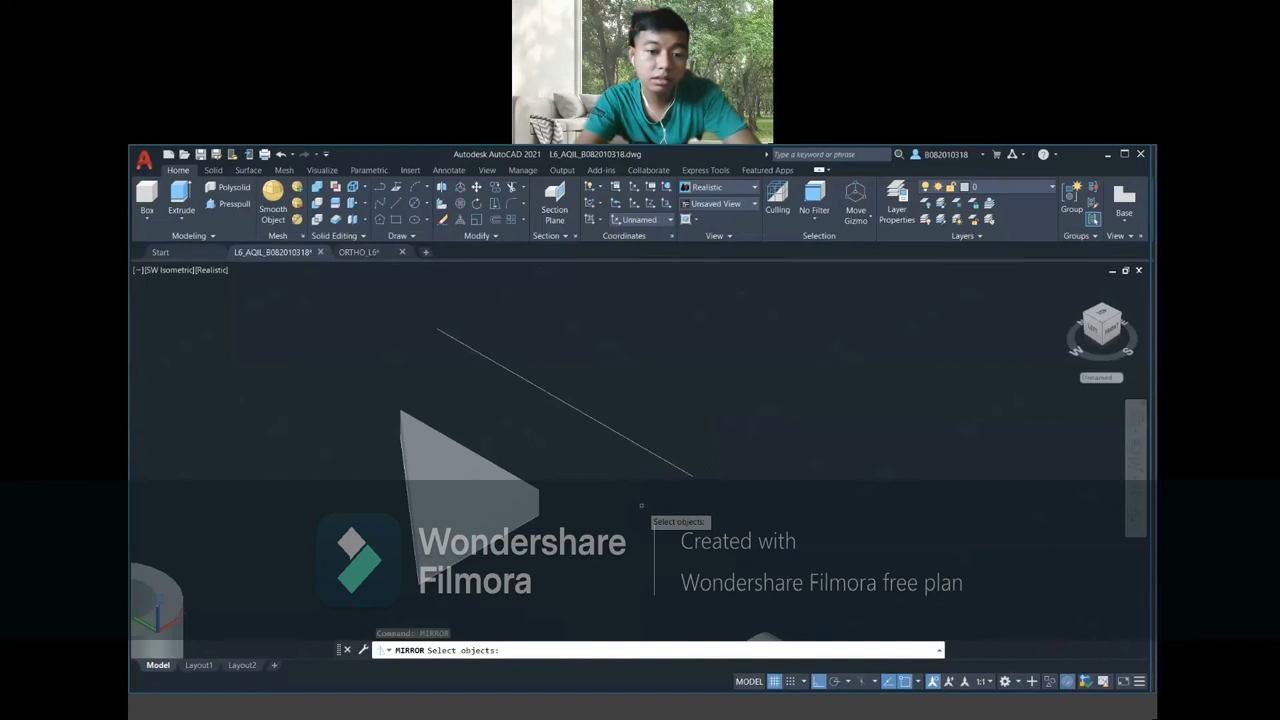 Autodesk AutoCAD 2021 L6_AQIL_B082010318.dwg
Type a keyword or phrase
B082010318
Home Solid Surface Mesh Visualize Parametric Insert Annotate View Manage Output Add-ins Collaborate Express Tools Featured Apps
Box
Extrude
Polysolid
Presspull
Smooth
Object
Section
Plane
Realistic
Unsaved View
Unnamed
Culling
No Filter
Move
Gizmo
Layer
Properties
0
Group
Base
Modeling Mesh Solid Editing Draw Modify Section Coordinates View Selection Layers Groups View
Start L6_AQIL_B082010318* ORTHO_L6* +
[−][SW Isometric][Realistic]
W
S
Unnamed
Select objects:
Wondershare
Filmora
Created with
Wondershare Filmora free plan
Command: MIRROR
MIRROR Select objects:
Model Layout1 Layout2 +
MODEL 1:1